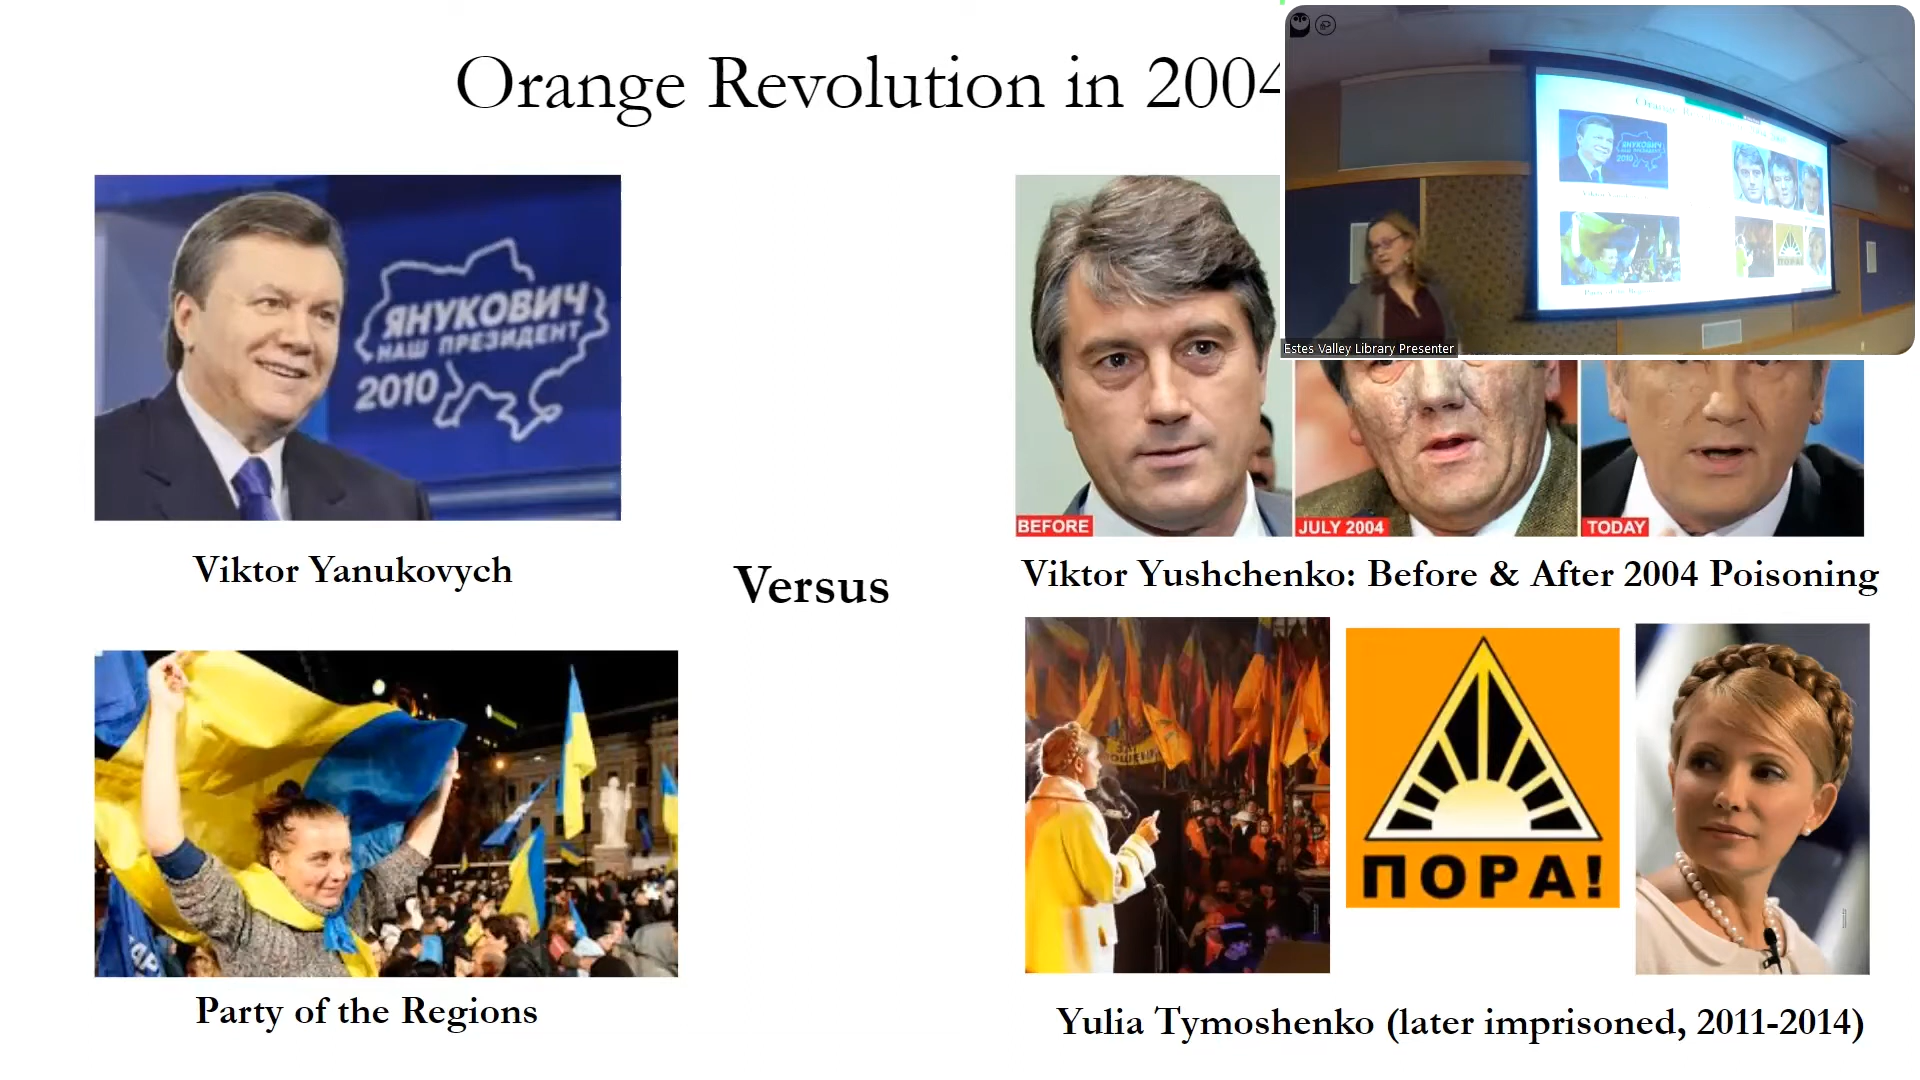 Orange Revolution in 2004
ЯНУКОВИЧ
НАШ ПРЕЗИДЕНТ
2010
Estes Valley Library Presenter
BEFORE
JULY 2004
TODAY
Viktor Yanukovych
Versus
Viktor Yushchenko: Before & After 2004 Poisoning
ПОРА!
Party of the Regions
Yulia Tymoshenko (later imprisoned, 2011-2014)